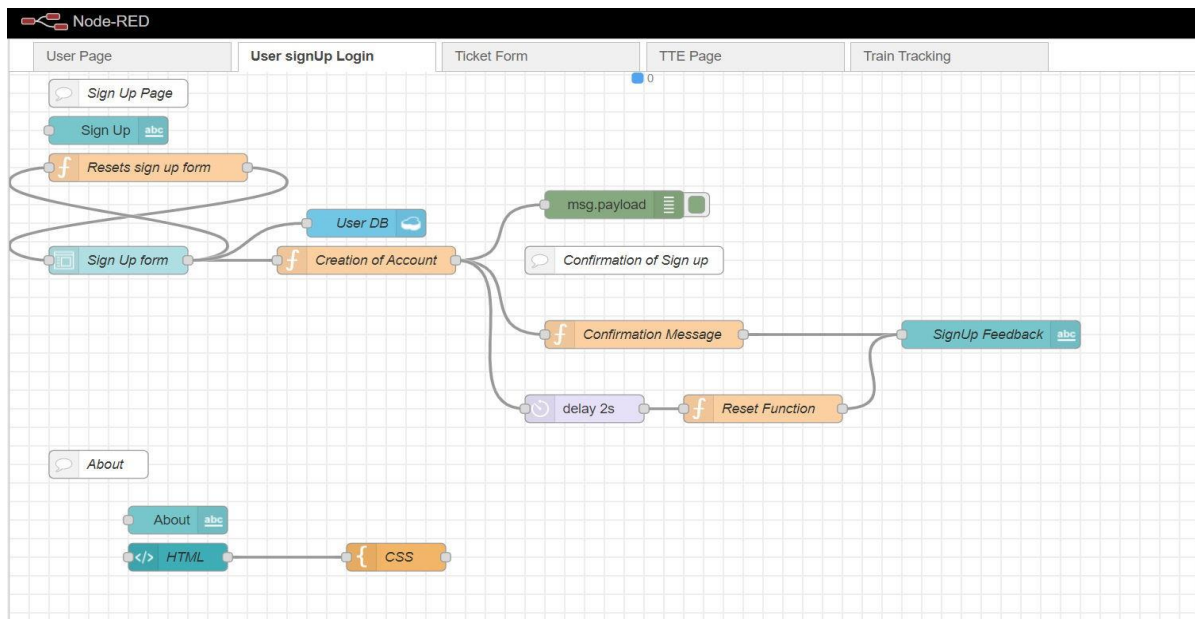 Node-RED
User Page
User signUp Login
Ticket Form
TTE Page
Train Tracking
0
Sign Up Page
Sign Up abc
f Resets sign up form
User DB
msg.payload
Sign Up form
f Creation of Account
Confirmation of Sign up
f Confirmation Message
SignUp Feedback abc
delay 2s
f Reset Function
About
About abc
</> HTML
{ CSS